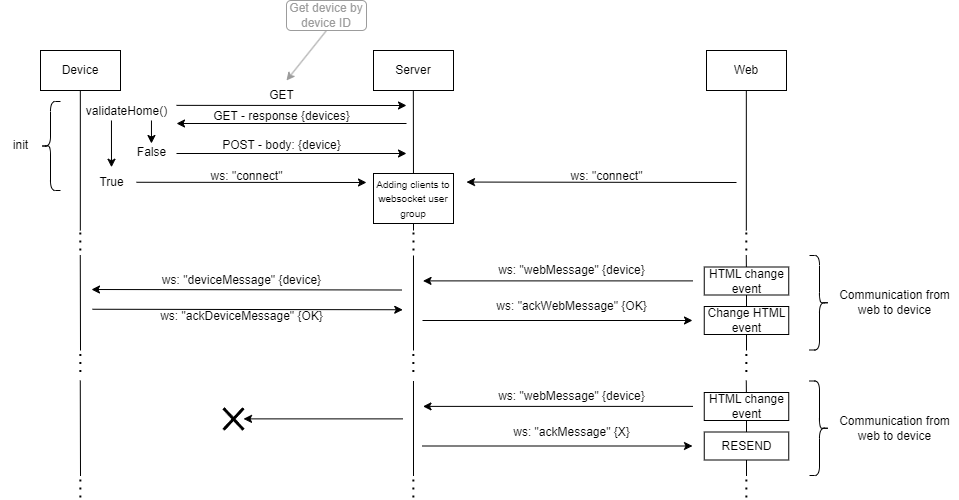 Get device by
device ID
Device
Server
Web
GET
validateHome()
GET - response {devices}
init
False
POST - body: {device}
True
ws: "connect"
ws: "connect"
Adding clients to
websocket user
group
ws: "deviceMessage" {device}
ws: "webMessage" {device}
HTML change
event
Communication from
web to device
ws: "ackDeviceMessage" {OK}
ws: "ackWebMessage" {OK}
Change HTML
event
ws: "webMessage" {device}
HTML change
event
Communication from
web to device
ws: "ackMessage" {X}
RESEND